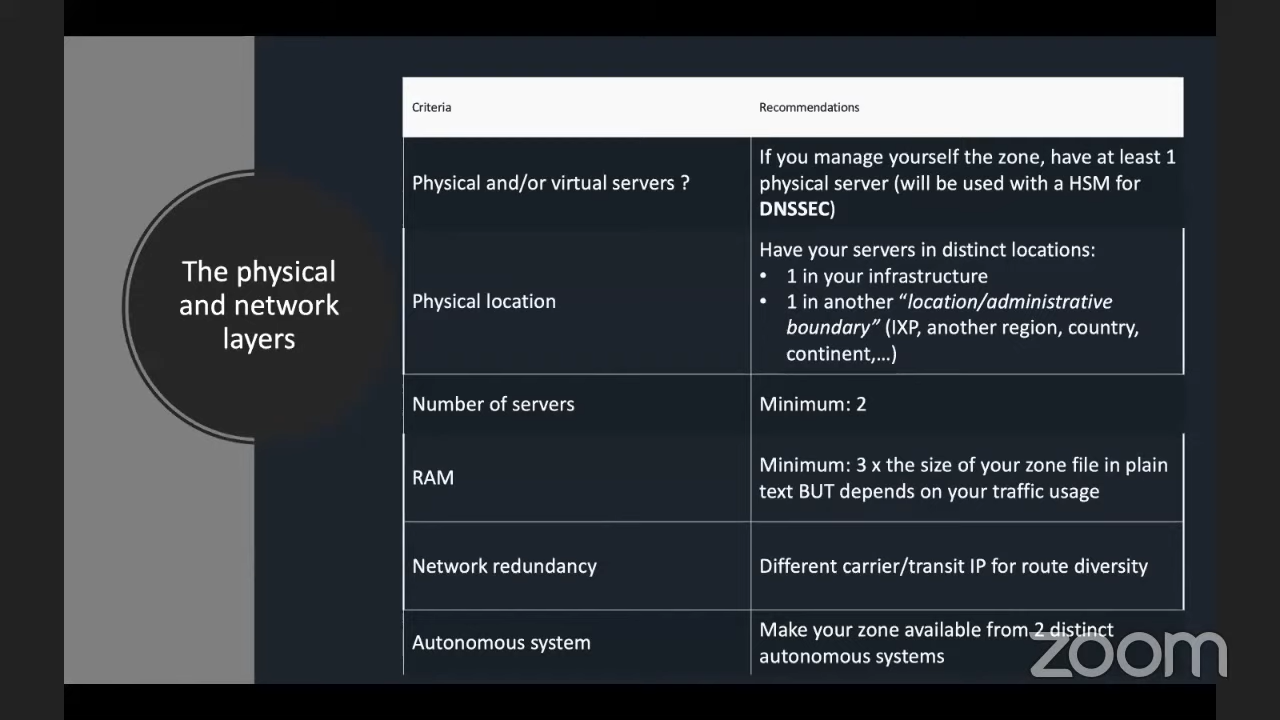 The physical
and network
layers
Criteria
Recommendations
Physical and/or virtual servers ?
If you manage yourself the zone, have at least 1
physical server (will be used with a HSM for
DNSSEC)
Physical location
Have your servers in distinct locations:
• 1 in your infrastructure
• 1 in another “location/administrative
boundary” (IXP, another region, country,
continent,…)
Number of servers
Minimum: 2
RAM
Minimum: 3 x the size of your zone file in plain
text BUT depends on your traffic usage
Network redundancy
Different carrier/transit IP for route diversity
Autonomous system
Make your zone available from 2 distinct
autonomous systems
zoom